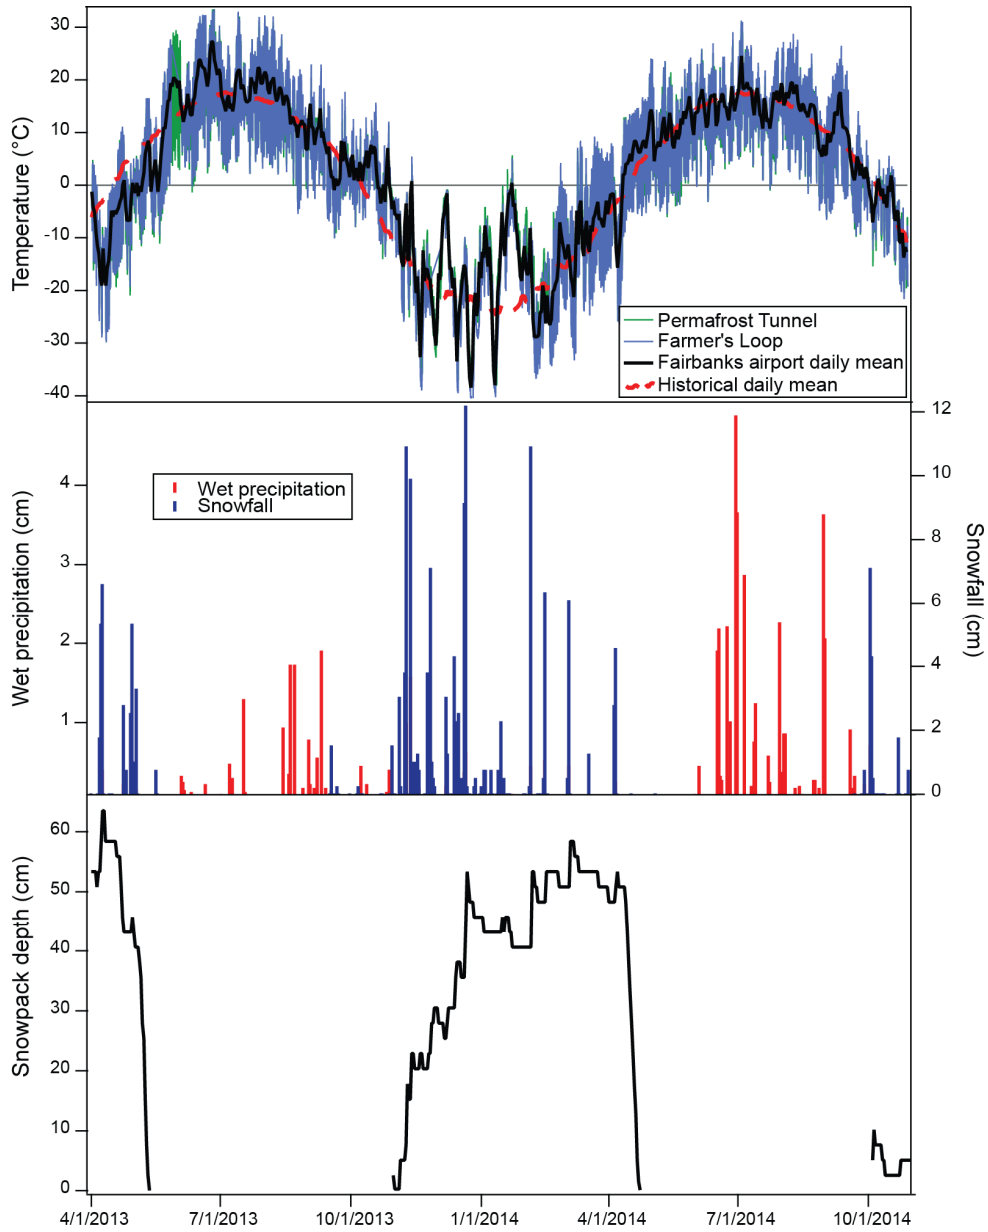 30
20
10
0
-10
-20
-30
-40
Temperature (°C)
Permafrost Tunnel
Farmer's Loop
Fairbanks airport daily mean
Historical daily mean
4
3
2
1
Wet precipitation (cm)
Wet precipitation
Snowfall
12
10
8
6
4
2
0
Snowfall (cm)
60
50
40
30
20
10
0
Snowpack depth (cm)
4/1/2013 7/1/2013 10/1/2013 1/1/2014 4/1/2014 7/1/2014 10/1/2014